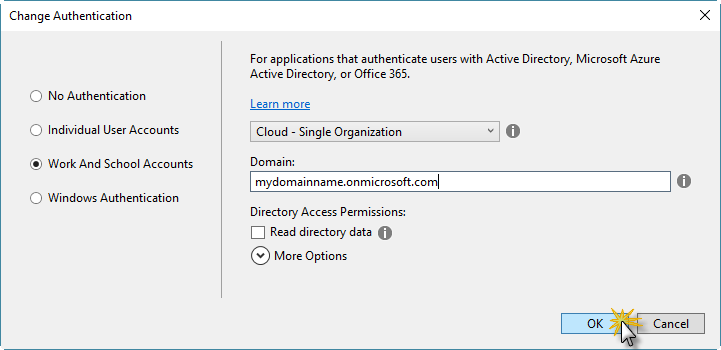 Change Authentication
No Authentication
Individual User Accounts
Work And School Accounts
Windows Authentication
For applications that authenticate users with Active Directory, Microsoft Azure
Active Directory, or Office 365.
Learn more
Cloud - Single Organization
Domain:
mydomainname.onmicrosoft.com
Directory Access Permissions:
Read directory data
More Options
OK
Cancel